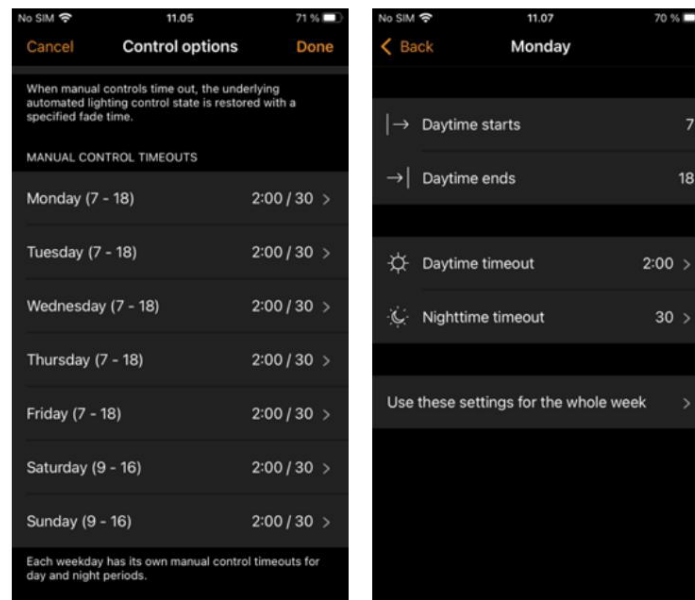 No SIM 11.05 71 %
Cancel Control options Done
When manual controls time out, the underlying
automated lighting control state is restored with a
specified fade time.
MANUAL CONTROL TIMEOUTS
Monday (7 - 18) 2:00 / 30 >
Tuesday (7 - 18) 2:00 / 30 >
Wednesday (7 - 18) 2:00 / 30 >
Thursday (7 - 18) 2:00 / 30 >
Friday (7 - 18) 2:00 / 30 >
Saturday (9 - 16) 2:00 / 30 >
Sunday (9 - 16) 2:00 / 30 >
Each weekday has its own manual control timeouts for
day and night periods.
No SIM 11.07 70 %
< Back Monday
Daytime starts 7
Daytime ends 18
Daytime timeout 2:00 >
Nighttime timeout 30 >
Use these settings for the whole week >